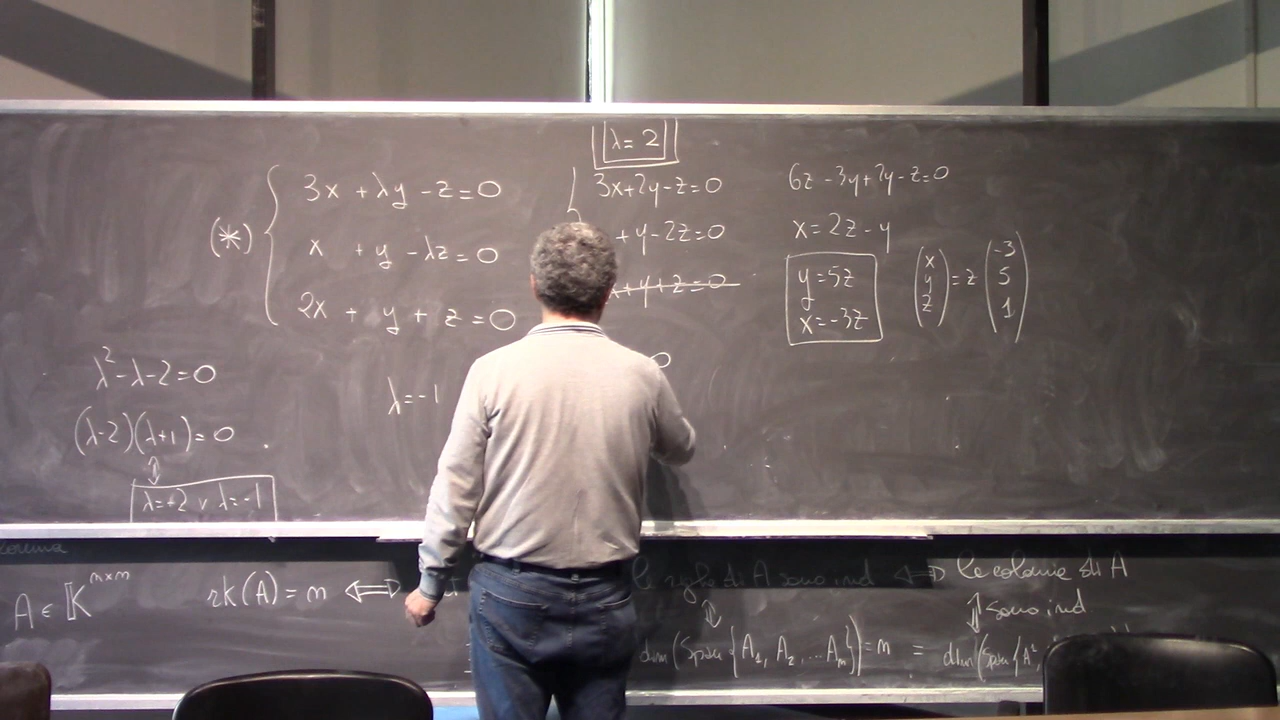 λ = 2
(*) 3x + λy - z = 0
x + y - λz = 0
2x + y + z = 0
3x+2y-z=0
+y-2z=0
x+y+z=0
6z-3y+2y-z=0
x=2z-y
y=5z
x=-3z
(x y z) = z (-3 5 1)
λ²-λ-2=0
(λ-2)(λ+1)=0
⇕
λ=+2 ∨ λ=-1
λ=-1
0
A ∈ 𝕂^{m×m}
rk(A) = m ⇔
le righe di A sono ind ⇔ le colonne di A
⇕ ⇕ sono ind
dim(Span{A₁, A₂, ...Aₘ})=m = dim(Span{A¹,